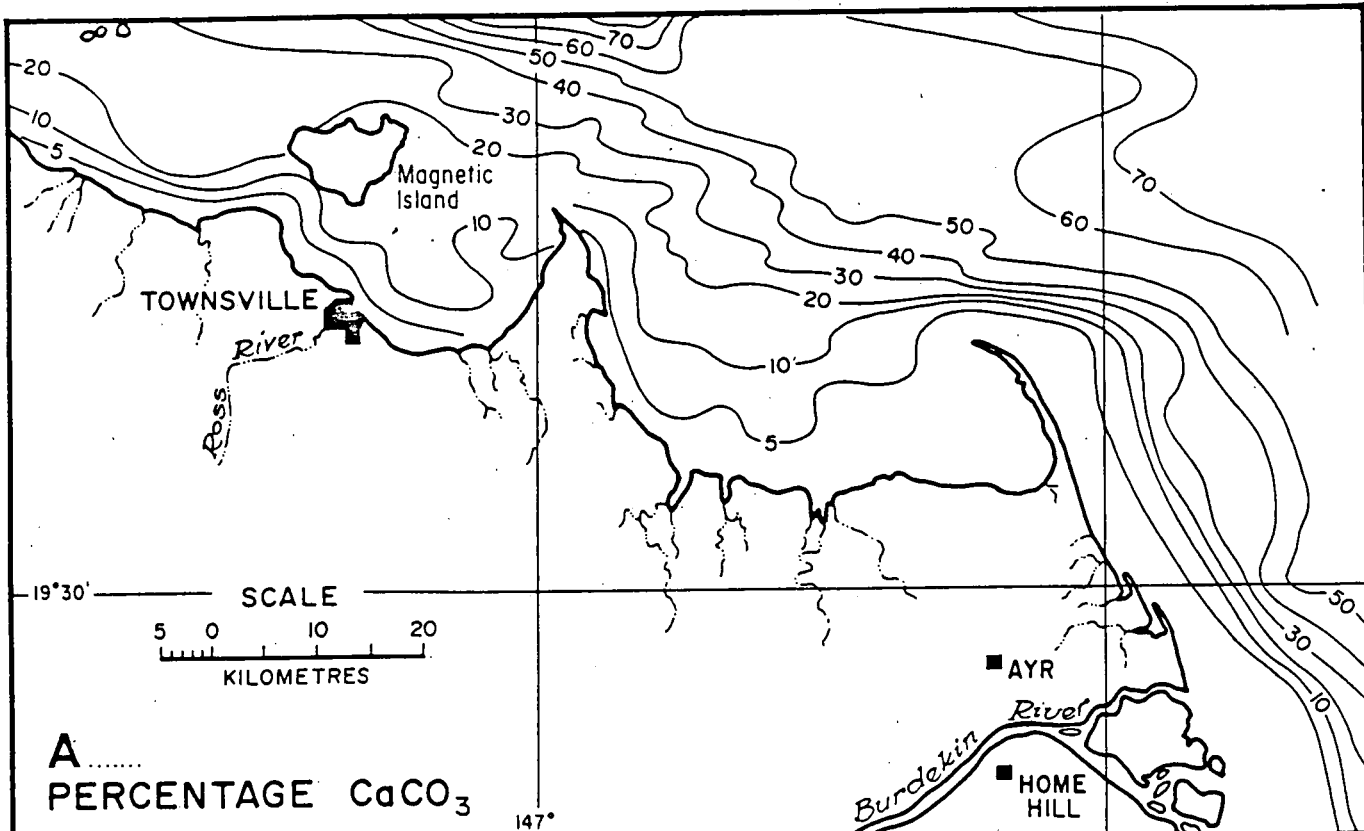 70
60
50
40
30
20
20
10
5
Magnetic
Island
10
70
60
50
40
30
20
10
5
TOWNSVILLE
Ross River
19°30'
SCALE
5 0 10 20
KILOMETRES
50
30
10
AYR
Burdekin River
HOME
HILL
A.......
PERCENTAGE CaCO₃
147°